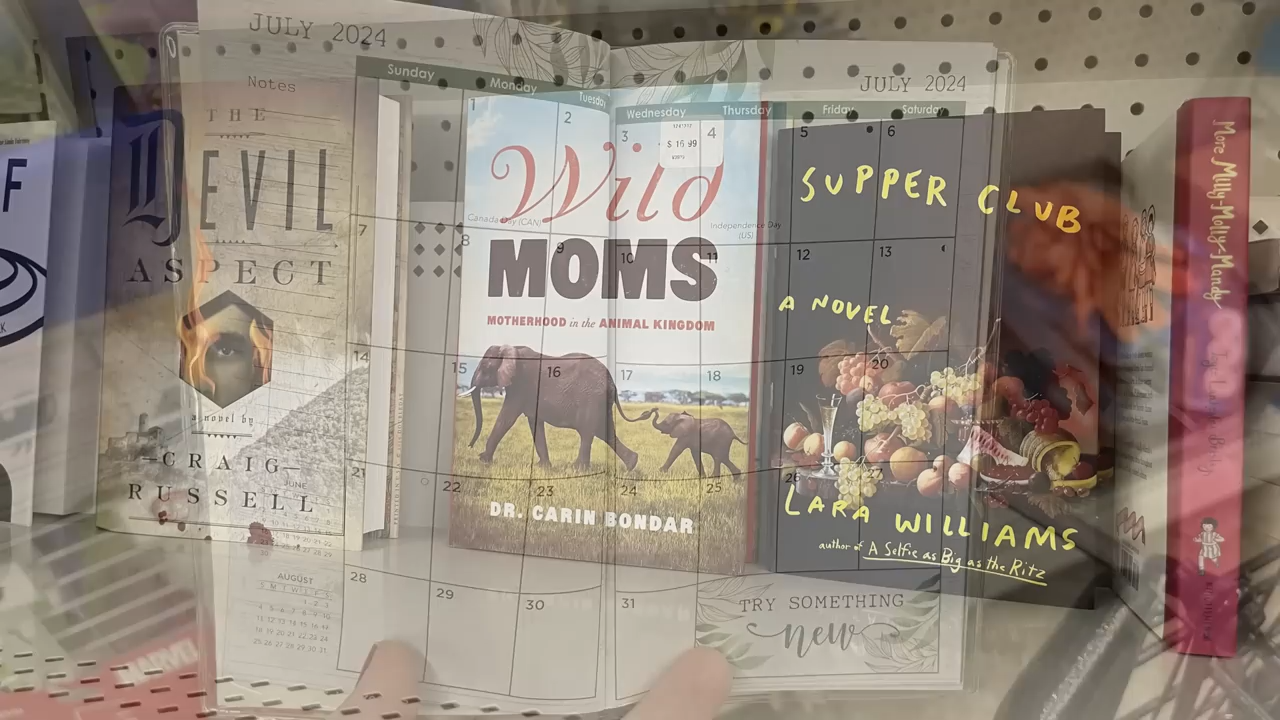 JULY 2024
Notes
Sunday
Monday
Tuesday
JULY 2024
Wednesday
Thursday
Friday
Saturday
1
2
3
4
5
6
Canada Day (CAN)
Independence Day
(US)
7
8
9
10
11
12
13
14
15
16
17
18
19
20
21
22
23
24
25
26
27
28
29
30
31
JUNE
AUGUST
TRY SOMETHING
new
F
THE
DEVIL
ASPECT
a novel by
CRAIG
RUSSELL
$ 16.99
Wild
MOMS
MOTHERHOOD in the ANIMAL KINGDOM
DR. CARIN BONDAR
SUPPER CLUB
A NOVEL
LARA WILLIAMS
author of A Selfie as Big as the Ritz
More Milly-Molly-Mandy
MARVEL